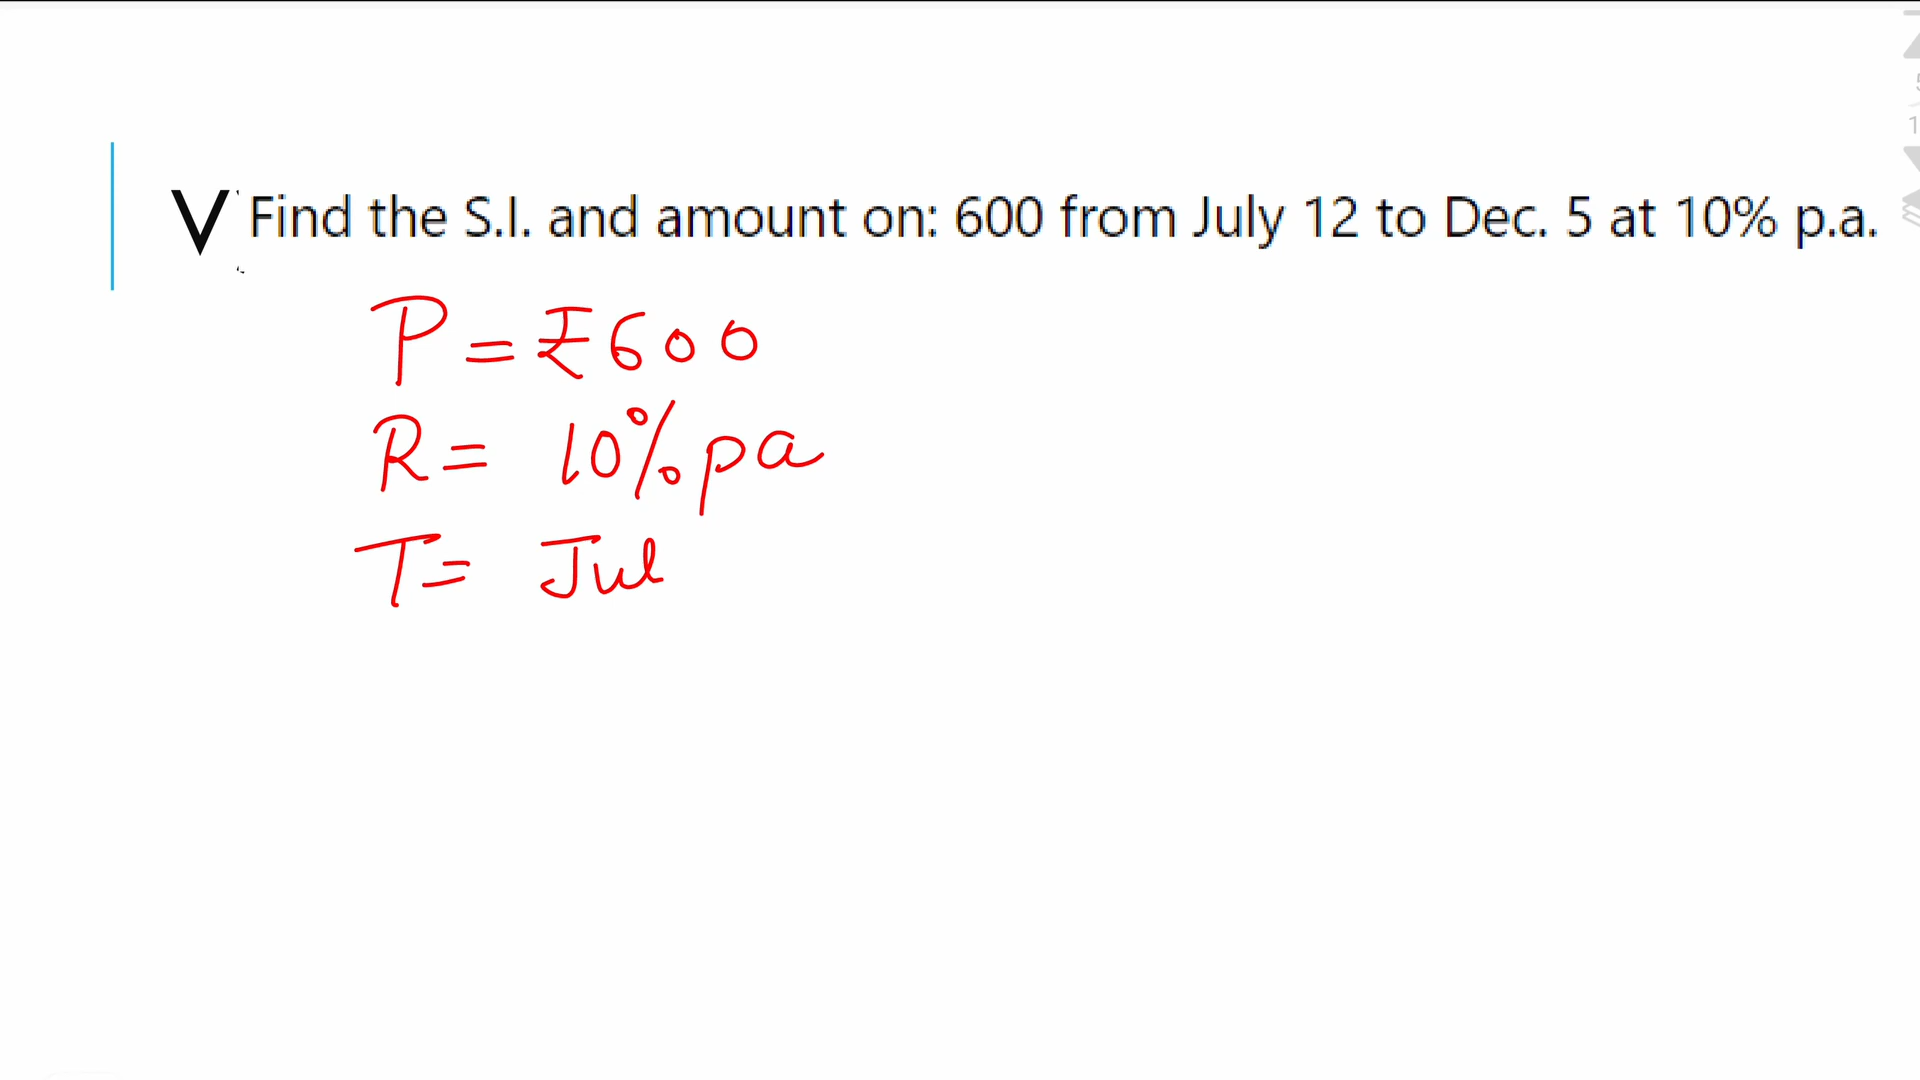 V Find the S.I. and amount on: 600 from July 12 to Dec. 5 at 10% p.a.
P = ₹600
R = 10% pa
T = Jul